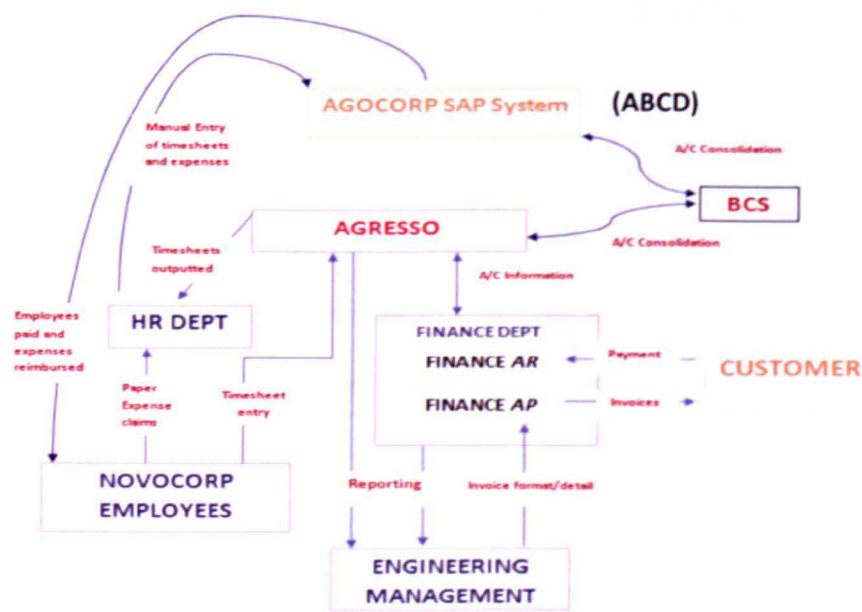 AGOCORP SAP System
(ABCD)
Manual Entry
of timesheets
and expenses
A/C Consolidation
BCS
AGRESSO
A/C Consolidation
Timesheets
outputted
A/C Information
Employees
paid and
expenses
reimbursed
HR DEPT
FINANCE DEPT
FINANCE AR
Payment
CUSTOMER
Paper
Expense
claims
Timesheet
entry
FINANCE AP
Invoices
NOVOCORP
EMPLOYEES
Reporting
Invoice format/detail
ENGINEERING
MANAGEMENT